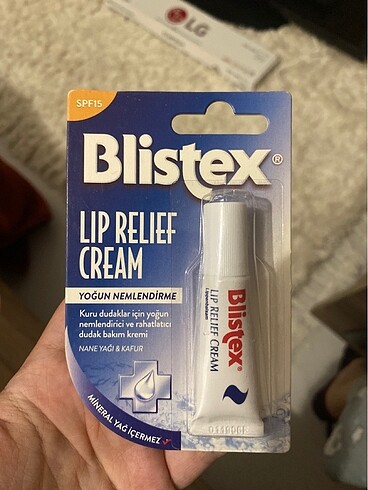 LG
SPF15
Blistex®
LIP RELIEF
CREAM
YOĞUN NEMLENDİRME
Kuru dudaklar için yoğun
nemlendirici ve rahatlatıcı
dudak bakım kremi
NANE YAĞI & KAFUR
MİNERAL YAĞ İÇERMEZ
Blistex®
LIP RELIEF CREAM
Lippenbalsam